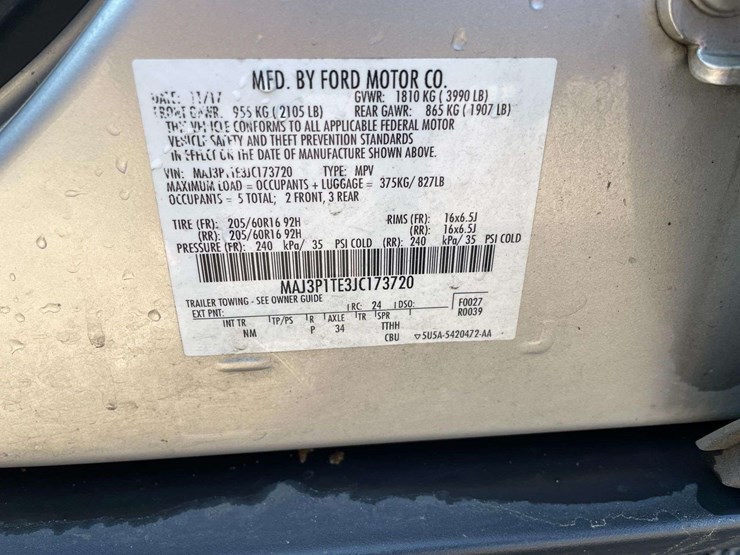 MFD. BY FORD MOTOR CO.
DATE: 11/17 GVWR: 1810 KG ( 3990 LB)
FRONT GAWR: 955 KG ( 2105 LB) REAR GAWR: 865 KG ( 1907 LB)
THIS VEHICLE CONFORMS TO ALL APPLICABLE FEDERAL MOTOR
VEHICLE SAFETY AND THEFT PREVENTION STANDARDS
IN EFFECT ON THE DATE OF MANUFACTURE SHOWN ABOVE.
VIN: MAJ3P1TE3JC173720 TYPE: MPV
MAXIMUM LOAD = OCCUPANTS + LUGGAGE = 375KG/ 827LB
OCCUPANTS = 5 TOTAL; 2 FRONT, 3 REAR
TIRE (FR): 205/60R16 92H RIMS (FR): 16x6.5J
(RR): 205/60R16 92H (RR): 16x6.5J
PRESSURE (FR): 240 kPa/ 35 PSI COLD (RR): 240 kPa/ 35 PSI COLD
MAJ3P1TE3JC173720
TRAILER TOWING - SEE OWNER GUIDE
EXT PNT: RC: 24 DSO: F0027
R0039
INT TR TP/PS R AXLE TR SPR
NM P 34 TTHH
CBU 5U5A-5420472-AA